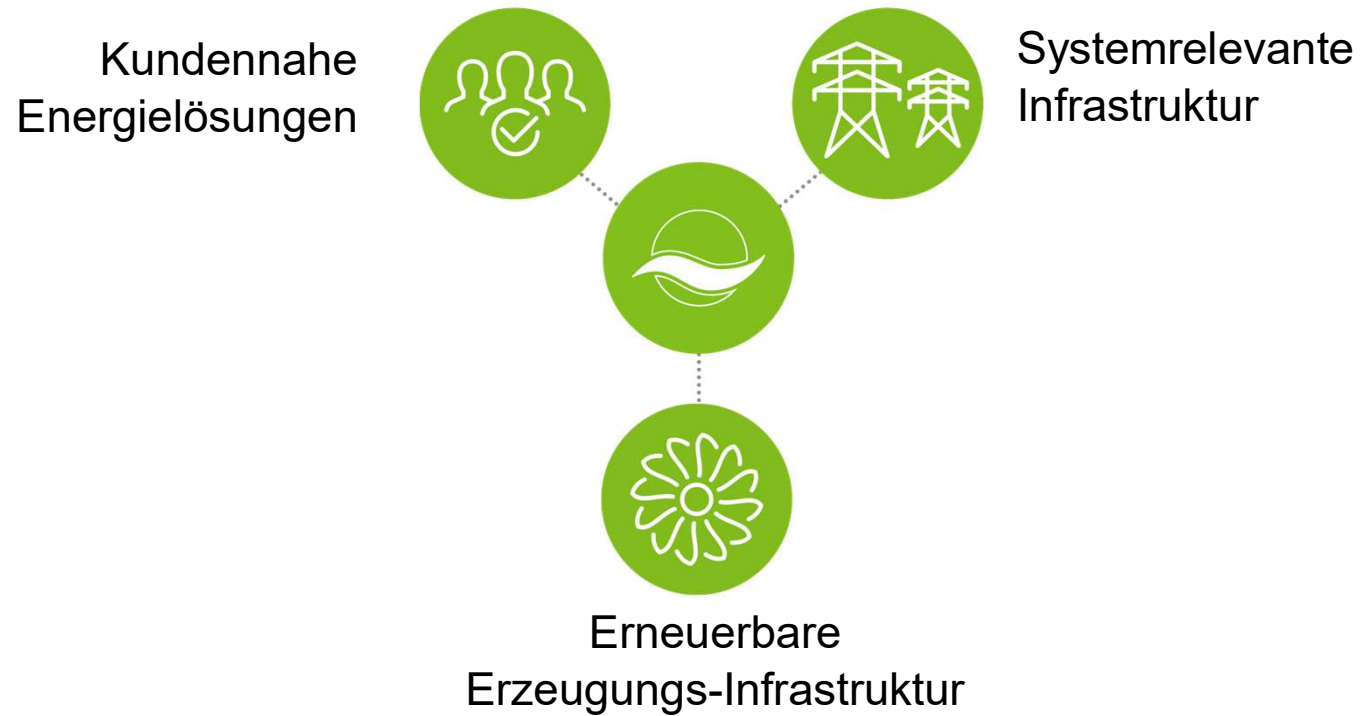 Kundennahe
Energielösungen
Systemrelevante
Infrastruktur
Erneuerbare
Erzeugungs-Infrastruktur